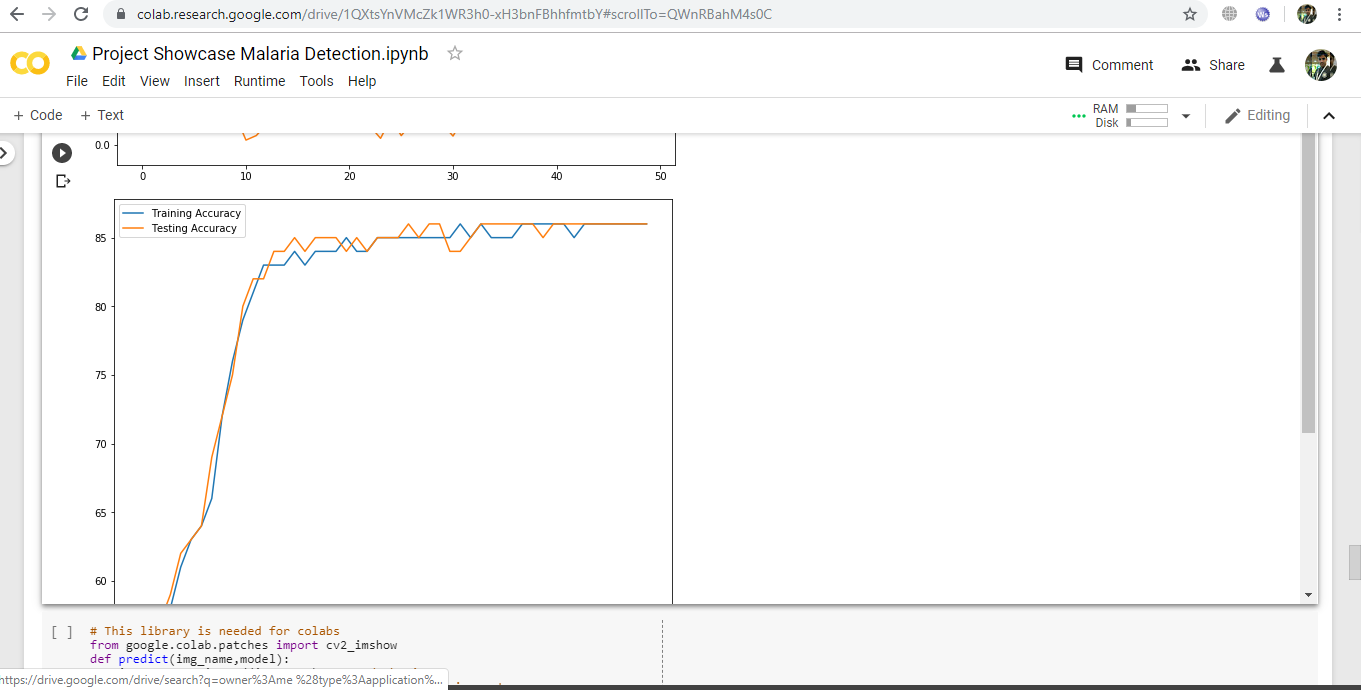 colab.research.google.com/drive/1QXtsYnVMcZk1WR3h0-xH3bnFBhhfmtbY#scrollTo=QWnRBahM4s0C
Project Showcase Malaria Detection.ipynb
File Edit View Insert Runtime Tools Help
Comment
Share
+ Code + Text
RAM
Disk
Editing
0.0
0 10 20 30 40 50
Training Accuracy
Testing Accuracy
85
80
75
70
65
60
[ ] # This library is needed for colabs
from google.colab.patches import cv2_imshow
def predict(img_name,model):
https://drive.google.com/drive/search?q=owner%3Ame %28type%3Aapplication%...